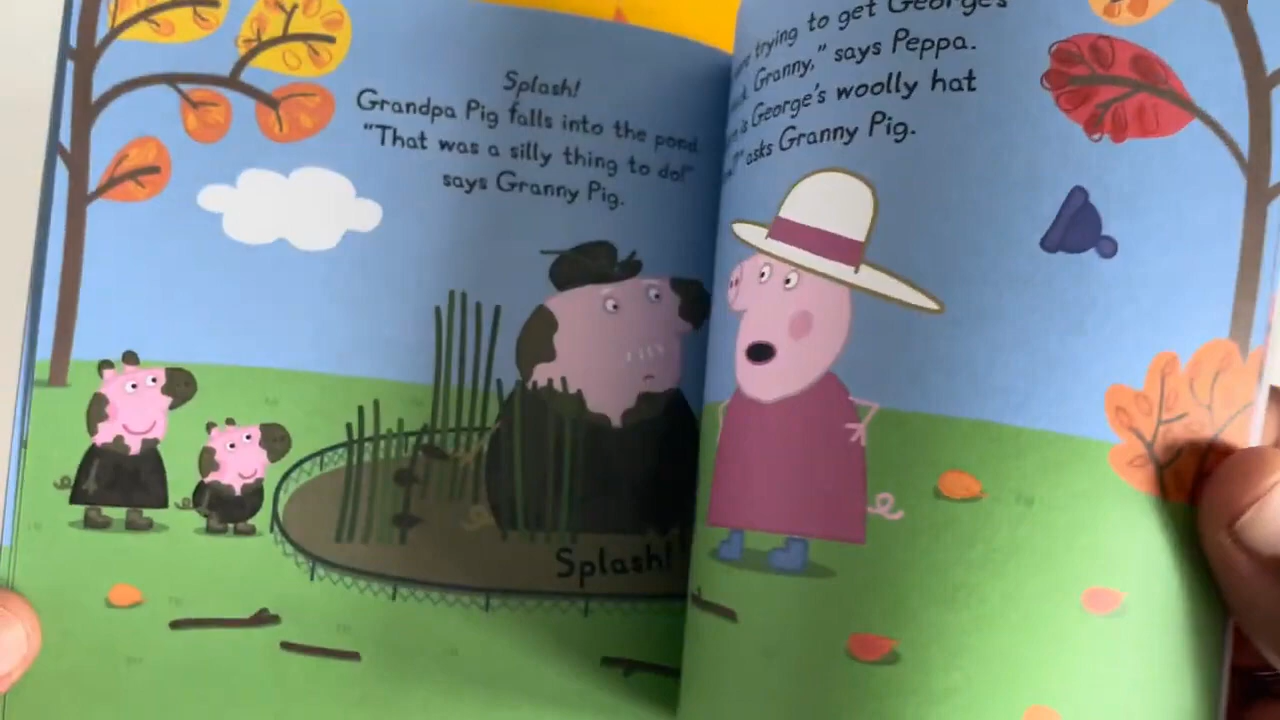 Splash!
Grandpa Pig falls into the pond.
"That was a silly thing to do!"
says Granny Pig.
Splash!
trying to get George's
Granny," says Peppa.
is George's woolly hat
asks Granny Pig.